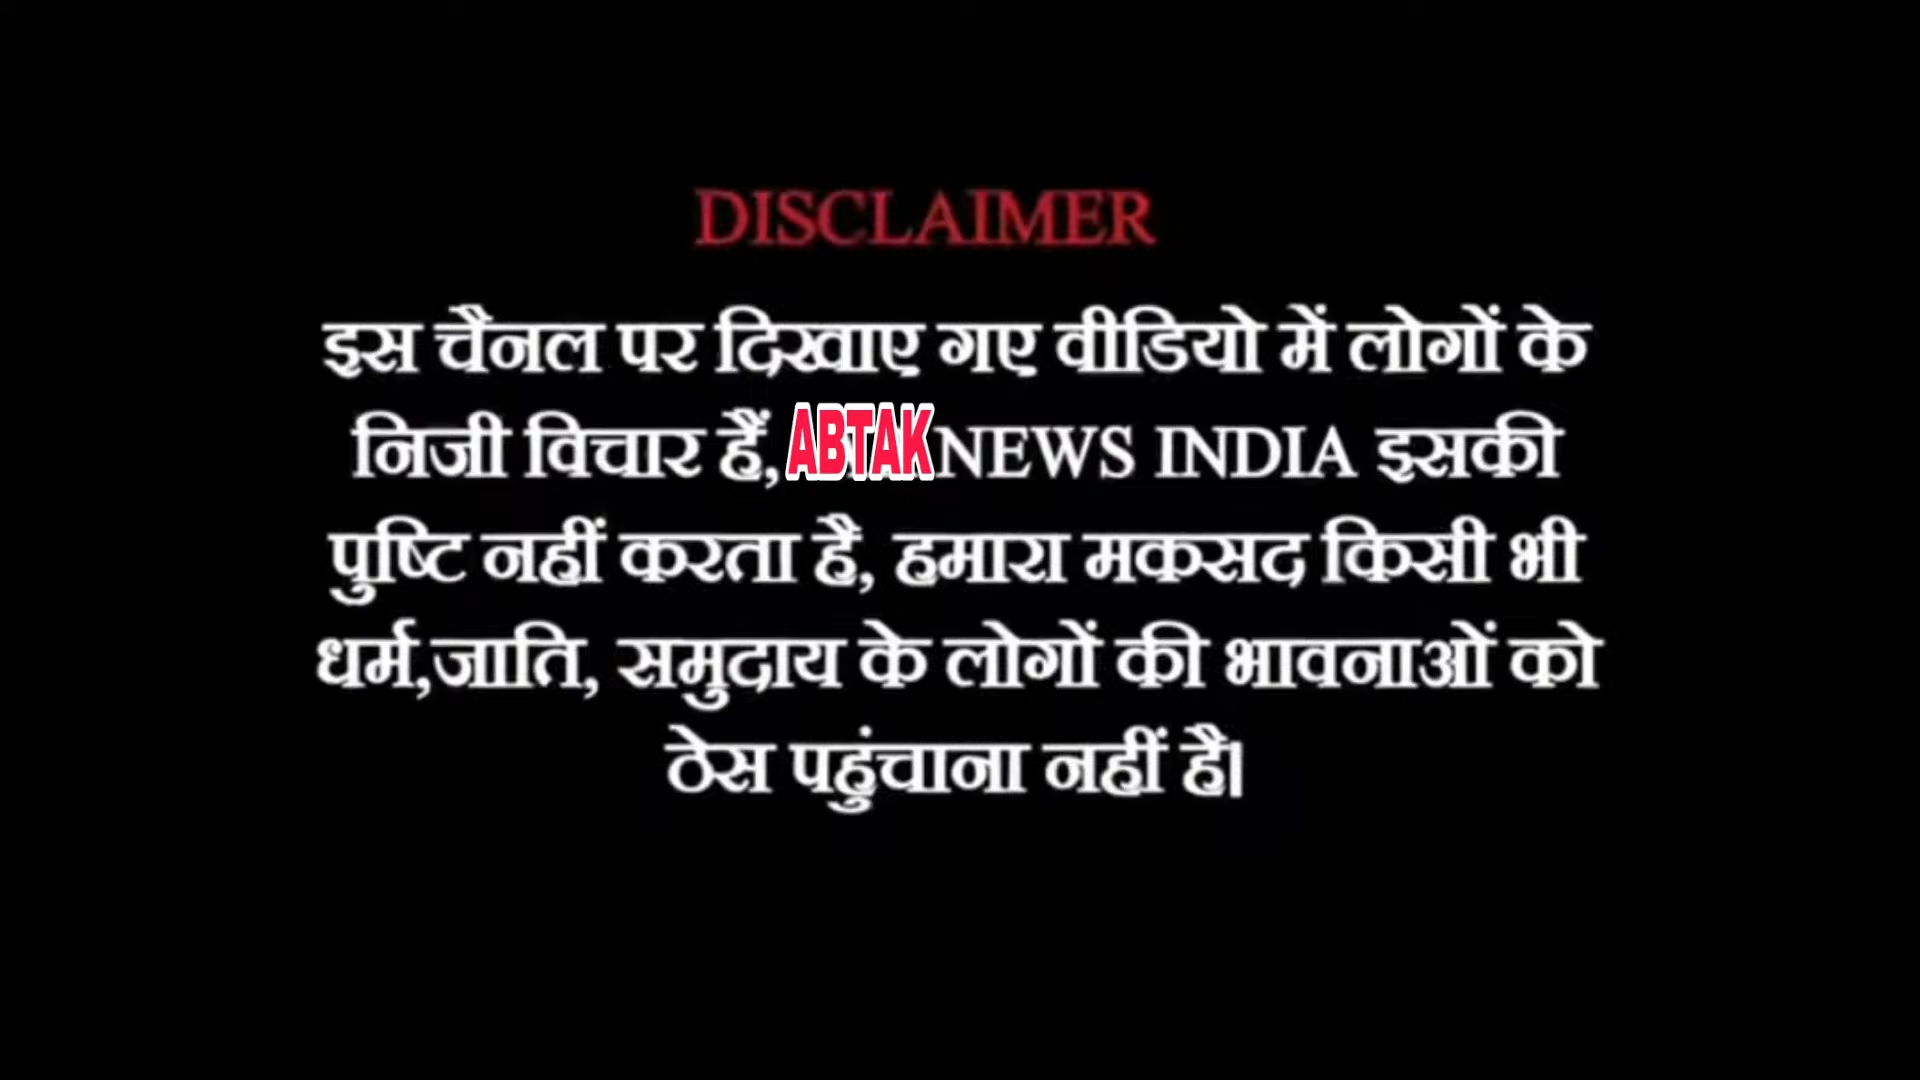 DISCLAIMER
इस चैनल पर दिखाए गए वीडियो में लोगों के
निजी विचार हैं, ABTAK NEWS INDIA इसकी
पुष्टि नहीं करता है, हमारा मकसद किसी भी
धर्म,जाति, समुदाय के लोगों की भावनाओं को
ठेस पहुंचाना नहीं है।